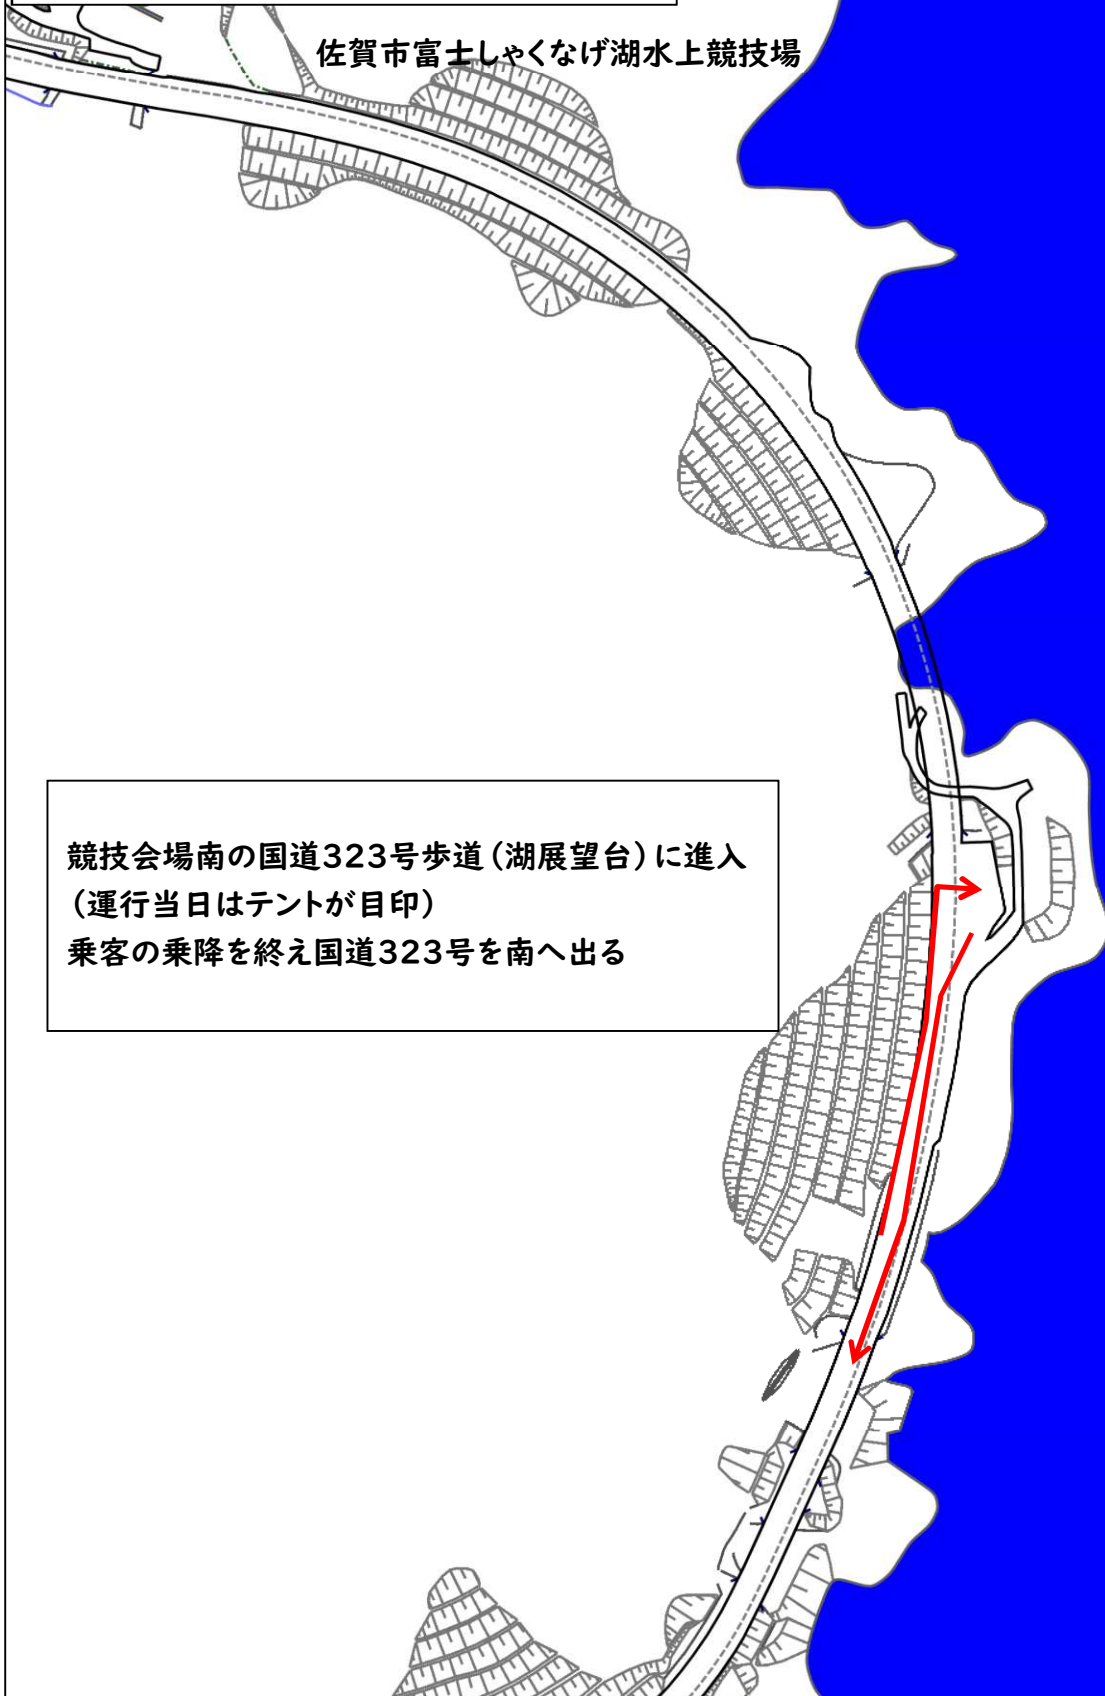 佐賀市富士しゃくなげ湖水上競技場
競技会場南の国道323号歩道（湖展望台）に進入
（運行当日はテントが目印）
乗客の乗降を終え国道323号を南へ出る